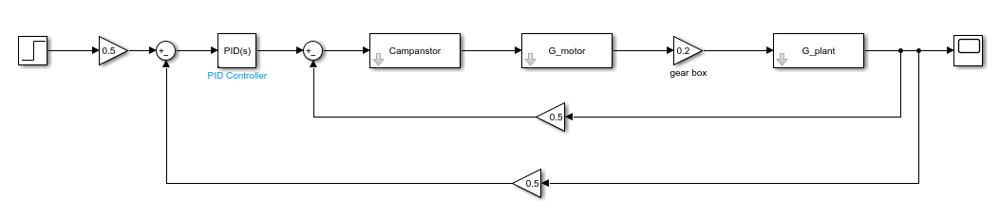 0.5
PID(s)
Campanstor
G_motor
0.2
G_plant
PID Controller
gear box
0.5
0.5